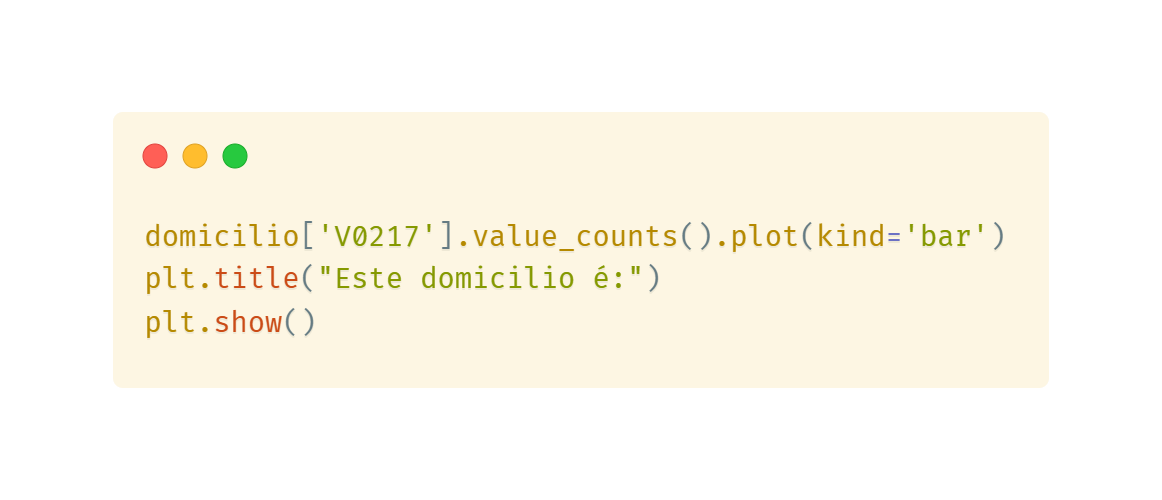 domicilio['V0217'].value_counts().plot(kind='bar')
plt.title("Este domicilio é:")
plt.show()